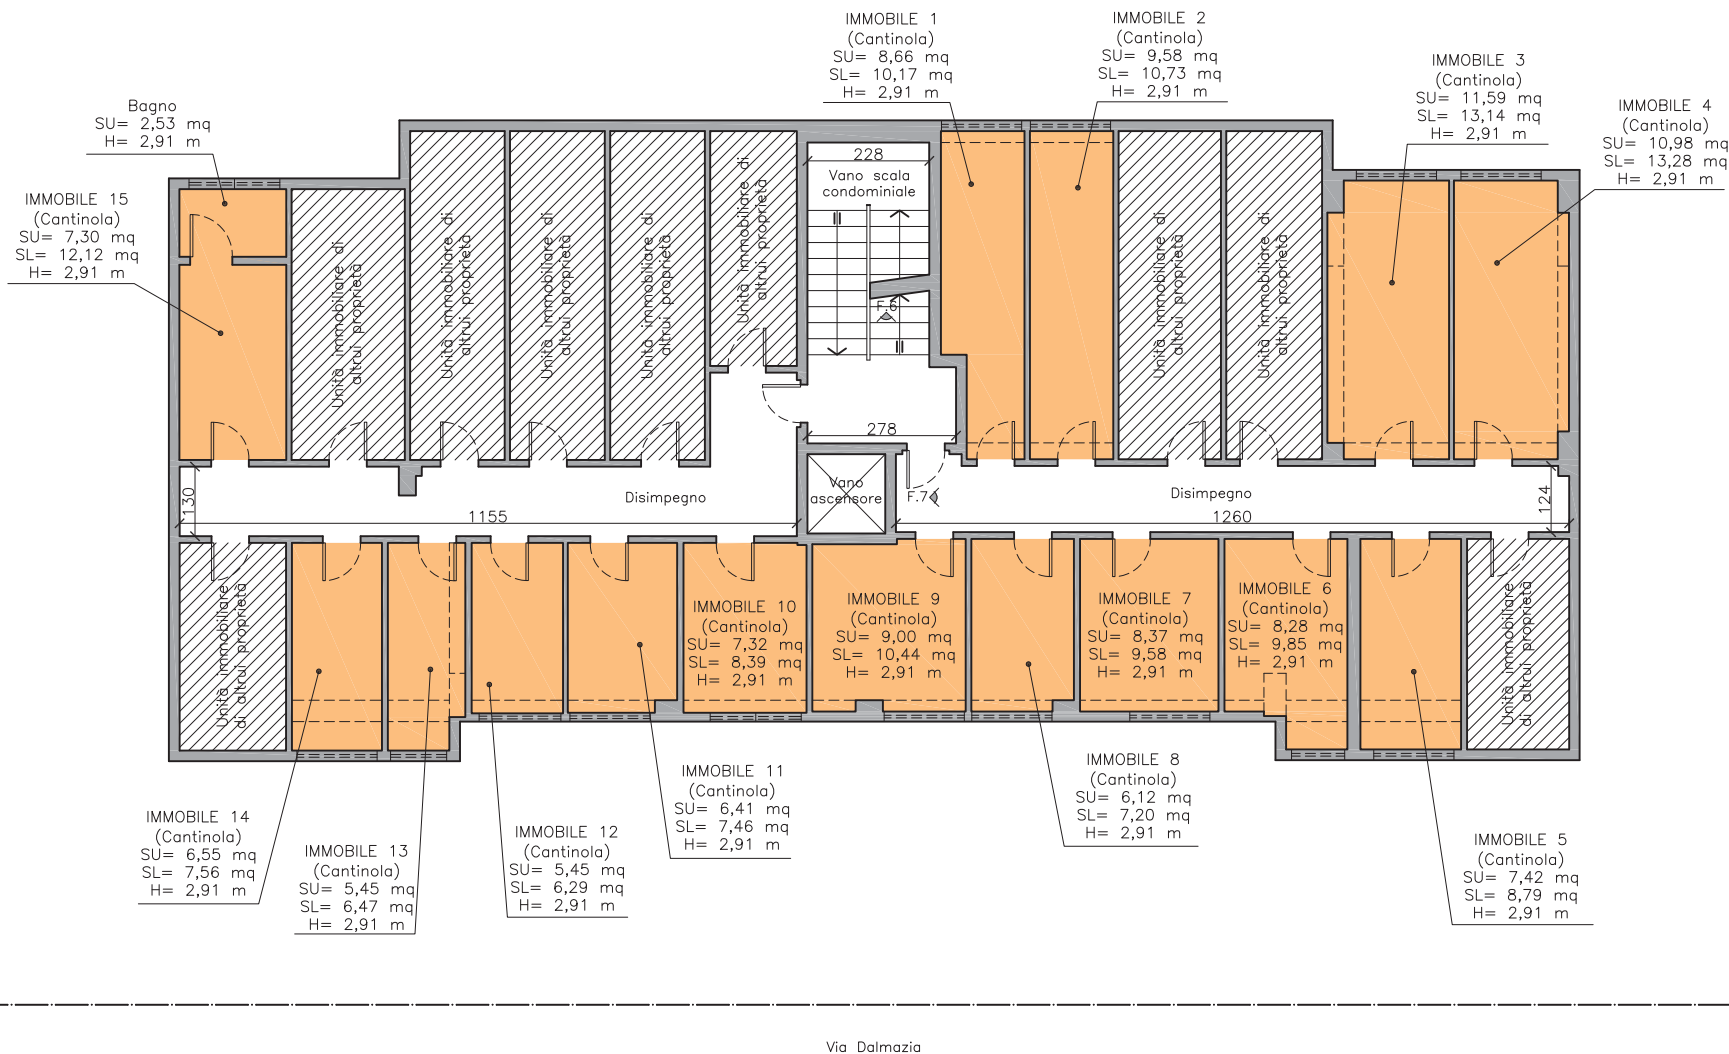 IMMOBILE 1
(Cantinola)
SU= 8,66 mq
SL= 10,17 mq
H= 2,91 m
IMMOBILE 2
(Cantinola)
SU= 9,58 mq
SL= 10,73 mq
H= 2,91 m
IMMOBILE 3
(Cantinola)
SU= 11,59 mq
SL= 13,14 mq
H= 2,91 m
IMMOBILE 4
(Cantinola)
SU= 10,98 mq
SL= 13,28 mq
H= 2,91 m
Bagno
SU= 2,53 mq
H= 2,91 m
IMMOBILE 15
(Cantinola)
SU= 7,30 mq
SL= 12,12 mq
H= 2,91 m
Unità immobiliare di
altrui proprietà
Unità immobiliare di
altrui proprietà
Unità immobiliare di
altrui proprietà
Unità immobiliare di
altrui proprietà
Unità immobiliare di
altrui proprietà
228
Vano scala
condominiale
F.6
278
Unità immobiliare di
altrui proprietà
Unità immobiliare di
altrui proprietà
130
Disimpegno
1155
Vano
ascensore
F.7
Disimpegno
1260
124
Unità immobiliare
di altrui proprietà
IMMOBILE 10
(Cantinola)
SU= 7,32 mq
SL= 8,39 mq
H= 2,91 m
IMMOBILE 9
(Cantinola)
SU= 9,00 mq
SL= 10,44 mq
H= 2,91 m
IMMOBILE 7
(Cantinola)
SU= 8,37 mq
SL= 9,58 mq
H= 2,91 m
IMMOBILE 6
(Cantinola)
SU= 8,28 mq
SL= 9,85 mq
H= 2,91 m
Unità immobiliare
di altrui proprietà
IMMOBILE 14
(Cantinola)
SU= 6,55 mq
SL= 7,56 mq
H= 2,91 m
IMMOBILE 13
(Cantinola)
SU= 5,45 mq
SL= 6,47 mq
H= 2,91 m
IMMOBILE 12
(Cantinola)
SU= 5,45 mq
SL= 6,29 mq
H= 2,91 m
IMMOBILE 11
(Cantinola)
SU= 6,41 mq
SL= 7,46 mq
H= 2,91 m
IMMOBILE 8
(Cantinola)
SU= 6,12 mq
SL= 7,20 mq
H= 2,91 m
IMMOBILE 5
(Cantinola)
SU= 7,42 mq
SL= 8,79 mq
H= 2,91 m
Via Dalmazia